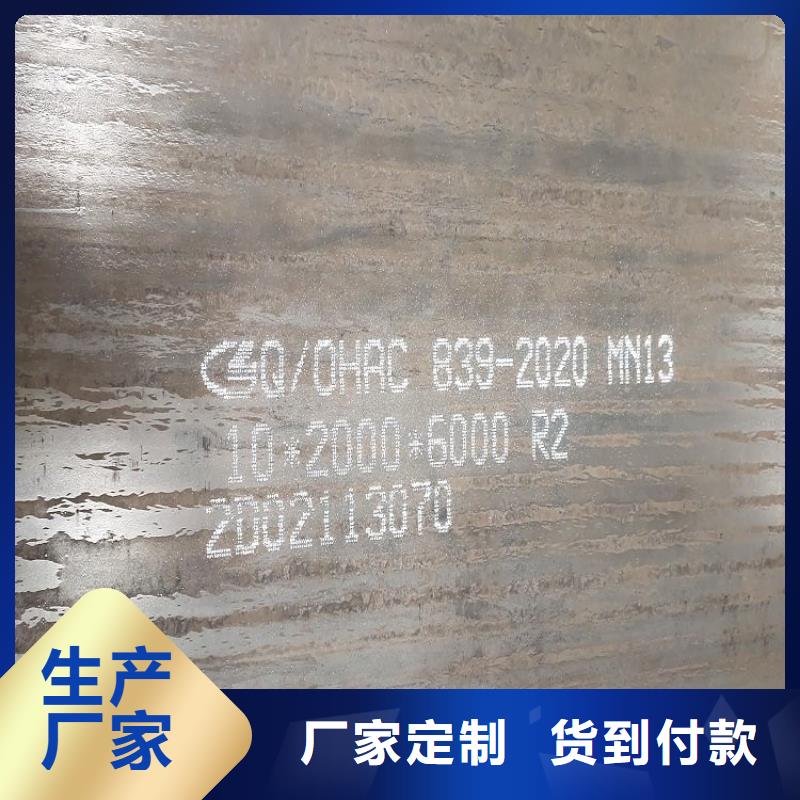 Q/OHAC 839-2020 MN13
10*2000*6000 R2
2D02113070
生产
厂家
厂家定制 货到付款